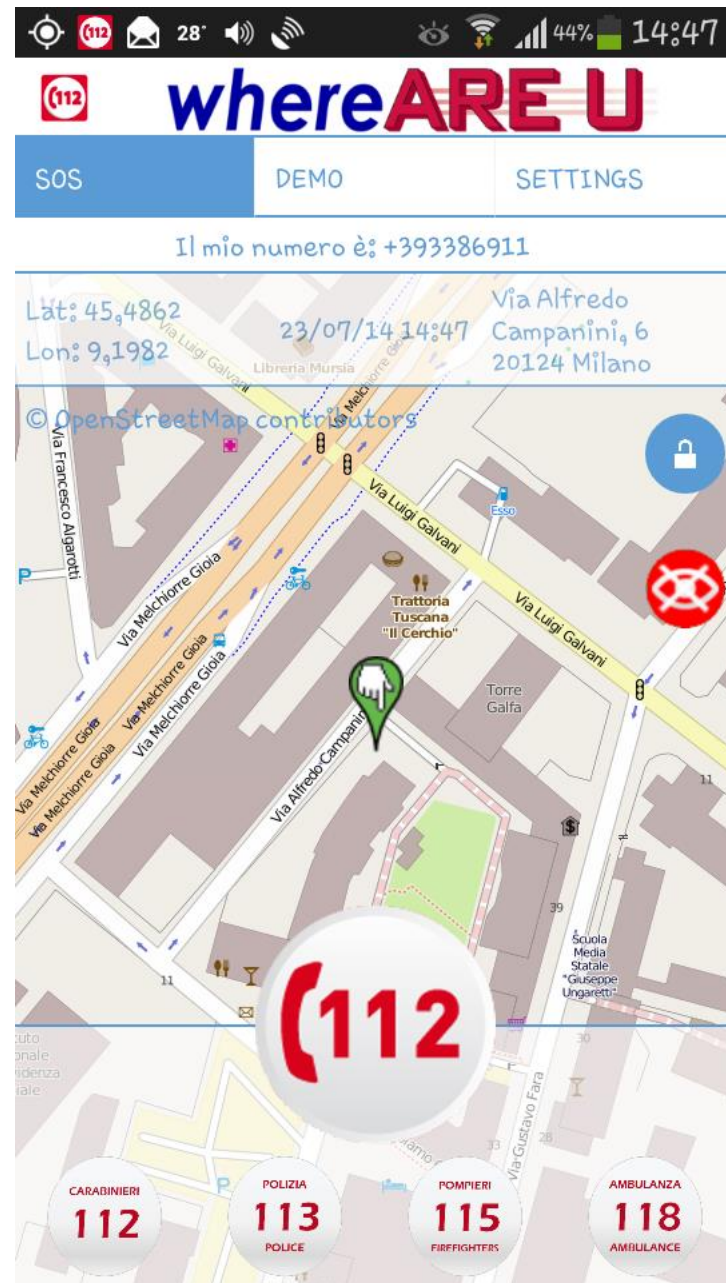 112
28°
44%
14:47
(112
whereARE U
SOS
DEMO
SETTINGS
Il mio numero è: +393386911
Lat: 45,4862
Lon: 9,1982
23/07/14 14:47
Via Alfredo
Campanini, 6
20124 Milano
Via Luigi Galvani
Libreria Mursia
© OpenStreetMap contributors
Via Francesco Algarotti
Via Luigi Galvani
Esso
P
Via Melchiorre Gioia
Trattoria
Tuscana
"Il Cerchio"
Via Luigi Galvani
Via Melchiorre Gioia
Via Melchiorre Gioia
Torre
Galfa
Via Melchiorre Gioia
Via Melchiorre Gioia
Via Alfredo Campanini
11
$
39
Scuola
Media
Statale
"Giuseppe
Ungaretti"
11
(112
30
Via Gustavo Fara
33
28
P
CARABINIERI
112
POLIZIA
113
POLICE
POMPIERI
115
FIREFIGHTERS
AMBULANZA
118
AMBULANCE